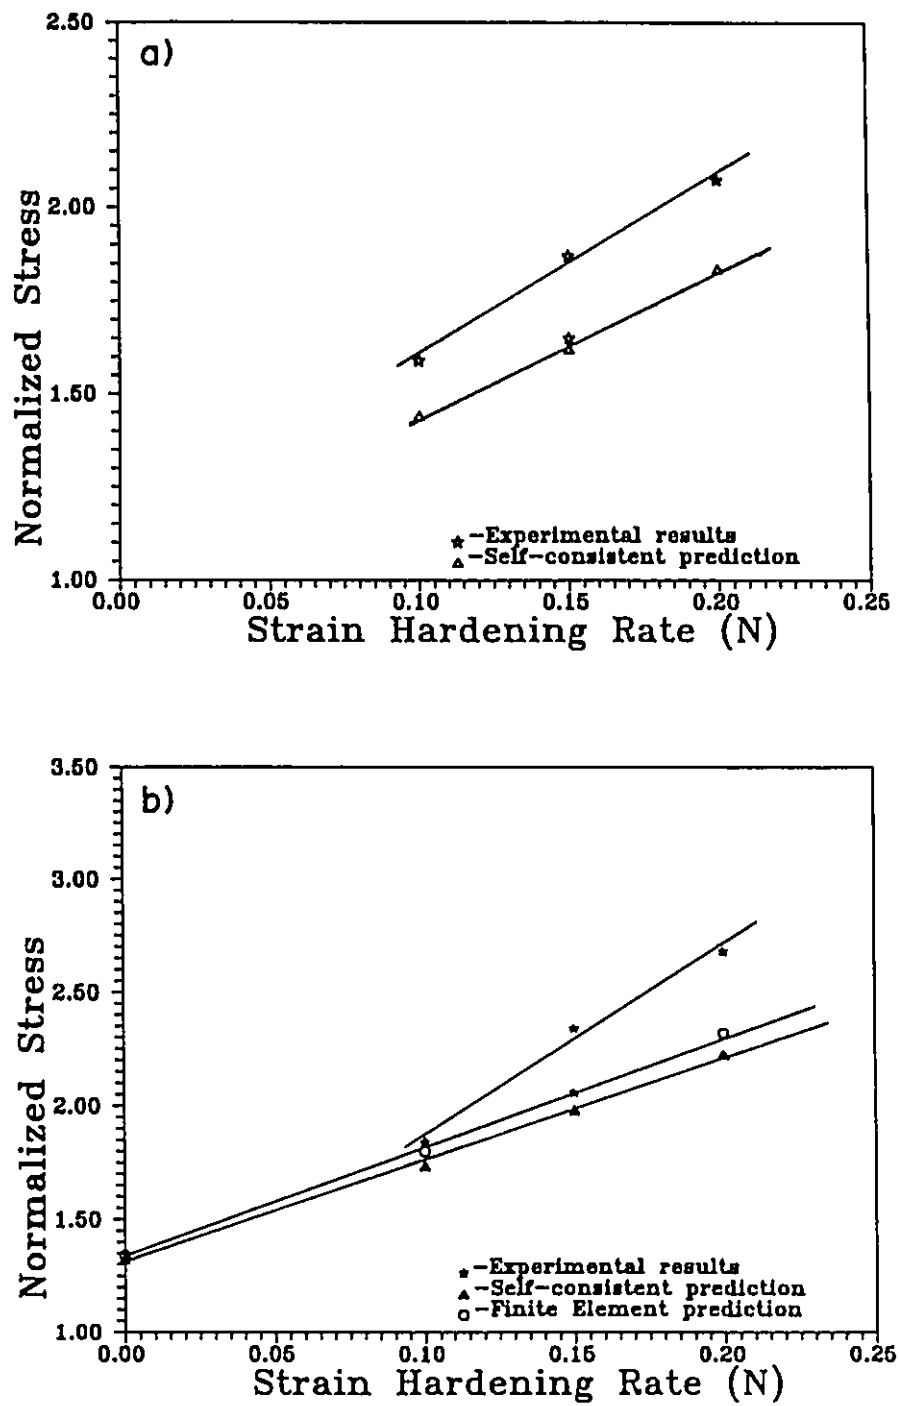 2.50
a)
2.00
Normalized Stress
1.50
☆-Experimental results
△-Self-consistent prediction
1.00
0.00 0.05 0.10 0.15 0.20 0.25
Strain Hardening Rate (N)
3.50
b)
3.00
2.50
Normalized Stress
2.00
1.50
★-Experimental results
▲-Self-consistent prediction
○-Finite Element prediction
1.00
0.00 0.05 0.10 0.15 0.20 0.25
Strain Hardening Rate (N)